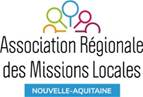 Association Régionale
des Missions Locales
NOUVELLE-AQUITAINE